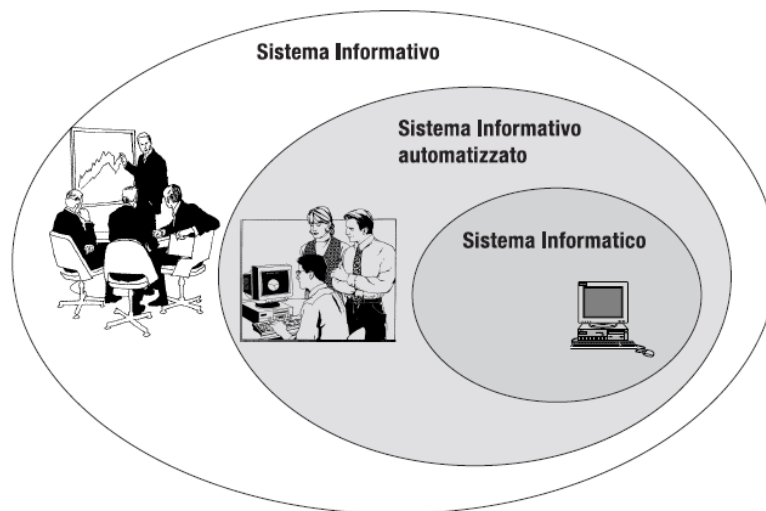 Sistema Informativo
Sistema Informativo
automatizzato
Sistema Informatico